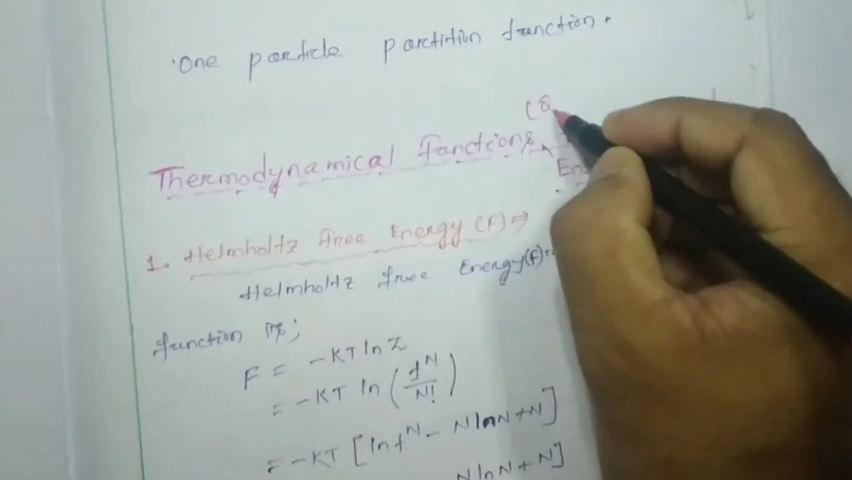 One particle partition function.
(Q
Thermodynamical functions
En
1. Helmholtz free Energy (F) ⇒
Helmholtz free Energy(F)
function is;
F = -KT ln Z
= -KT ln (f^N / N!)
= -KT [ln f^N - N ln N + N]
N ln N + N]